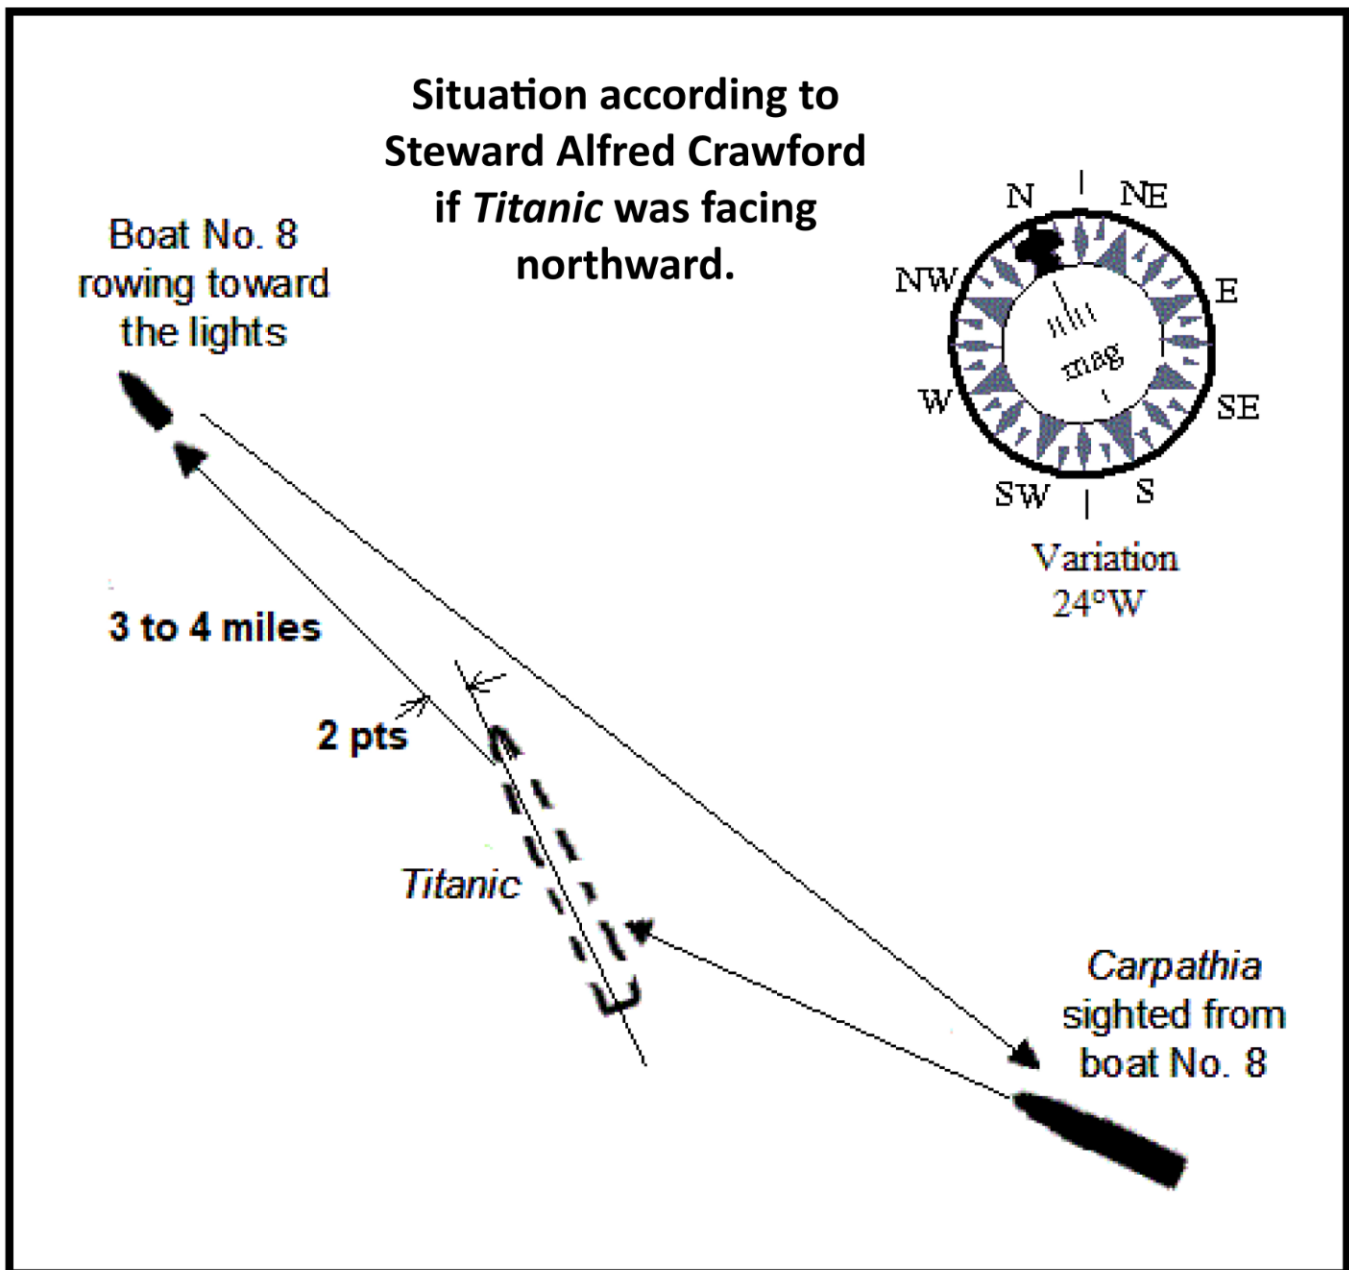 Situation according to
Steward Alfred Crawford
if Titanic was facing
northward.
Boat No. 8
rowing toward
the lights
N
NE
NW
E
mag
W
SE
SW
S
Variation
24°W
3 to 4 miles
2 pts
Titanic
Carpathia
sighted from
boat No. 8